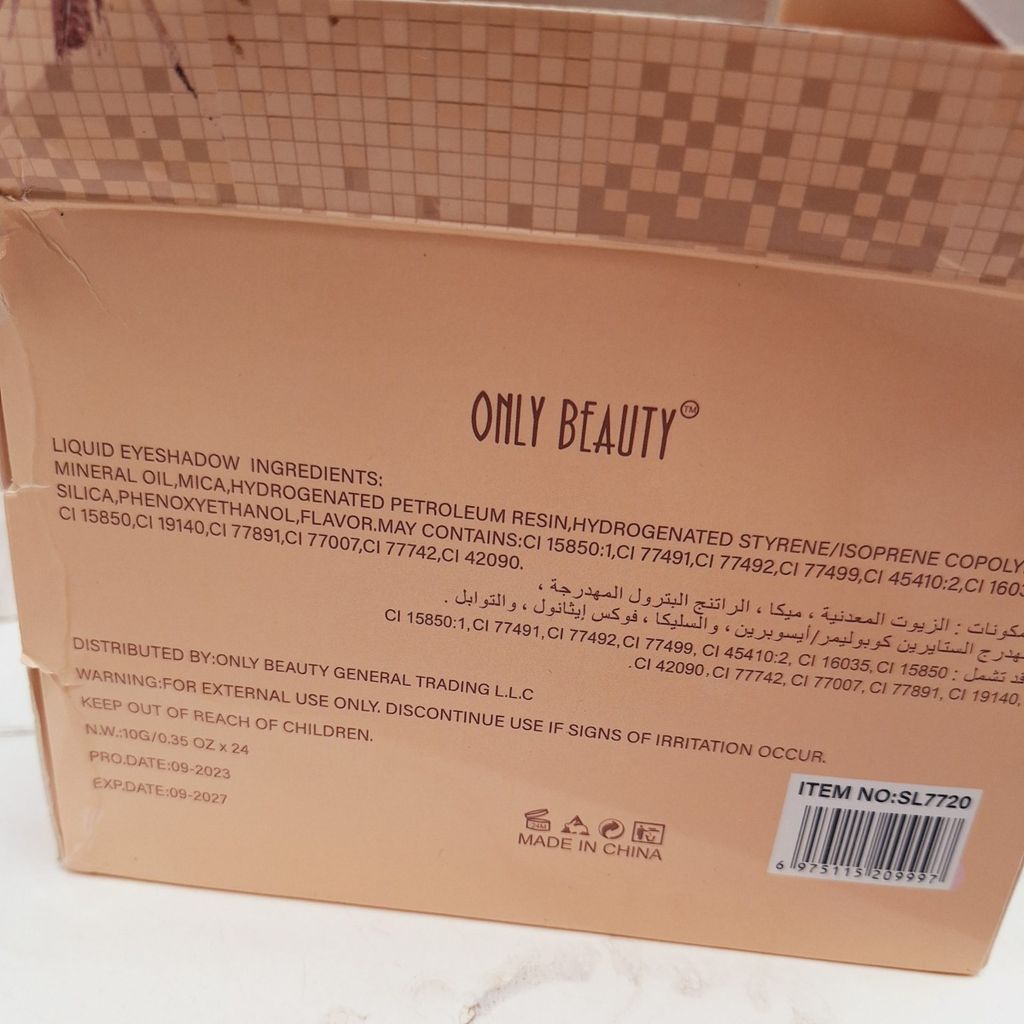 ONLY BEAUTY™
LIQUID EYESHADOW INGREDIENTS:
MINERAL OIL,MICA,HYDROGENATED PETROLEUM RESIN,HYDROGENATED STYRENE/ISOPRENE COPOLY
SILICA,PHENOXYETHANOL,FLAVOR.MAY CONTAINS:CI 15850:1,CI 77491,CI 77492,CI 77499,CI 45410:2,CI 1603
CI 15850,CI 19140,CI 77891,CI 77007,CI 77742,CI 42090.
مكونات : الزيوت المعدنية ، ميكا ، الراتنج البترول المهدرجة ،
مهدرج الستايرين كوبوليمر/أيسوبرين ، والسليكا ، فوكس إيثانول ، والتوابل .
قد تشمل : CI 15850:1,CI 77491,CI 77492,CI 77499, CI 45410:2, CI 16035,CI 15850
.CI 42090,CI 77742, CI 77007, CI 77891, CI 19140,
DISTRIBUTED BY:ONLY BEAUTY GENERAL TRADING L.L.C
WARNING:FOR EXTERNAL USE ONLY. DISCONTINUE USE IF SIGNS OF IRRITATION OCCUR.
KEEP OUT OF REACH OF CHILDREN.
N.W.:10G/0.35 OZ x 24
PRO.DATE:09-2023
EXP.DATE:09-2027
24M
MADE IN CHINA
ITEM NO:SL7720
6 975115 209997